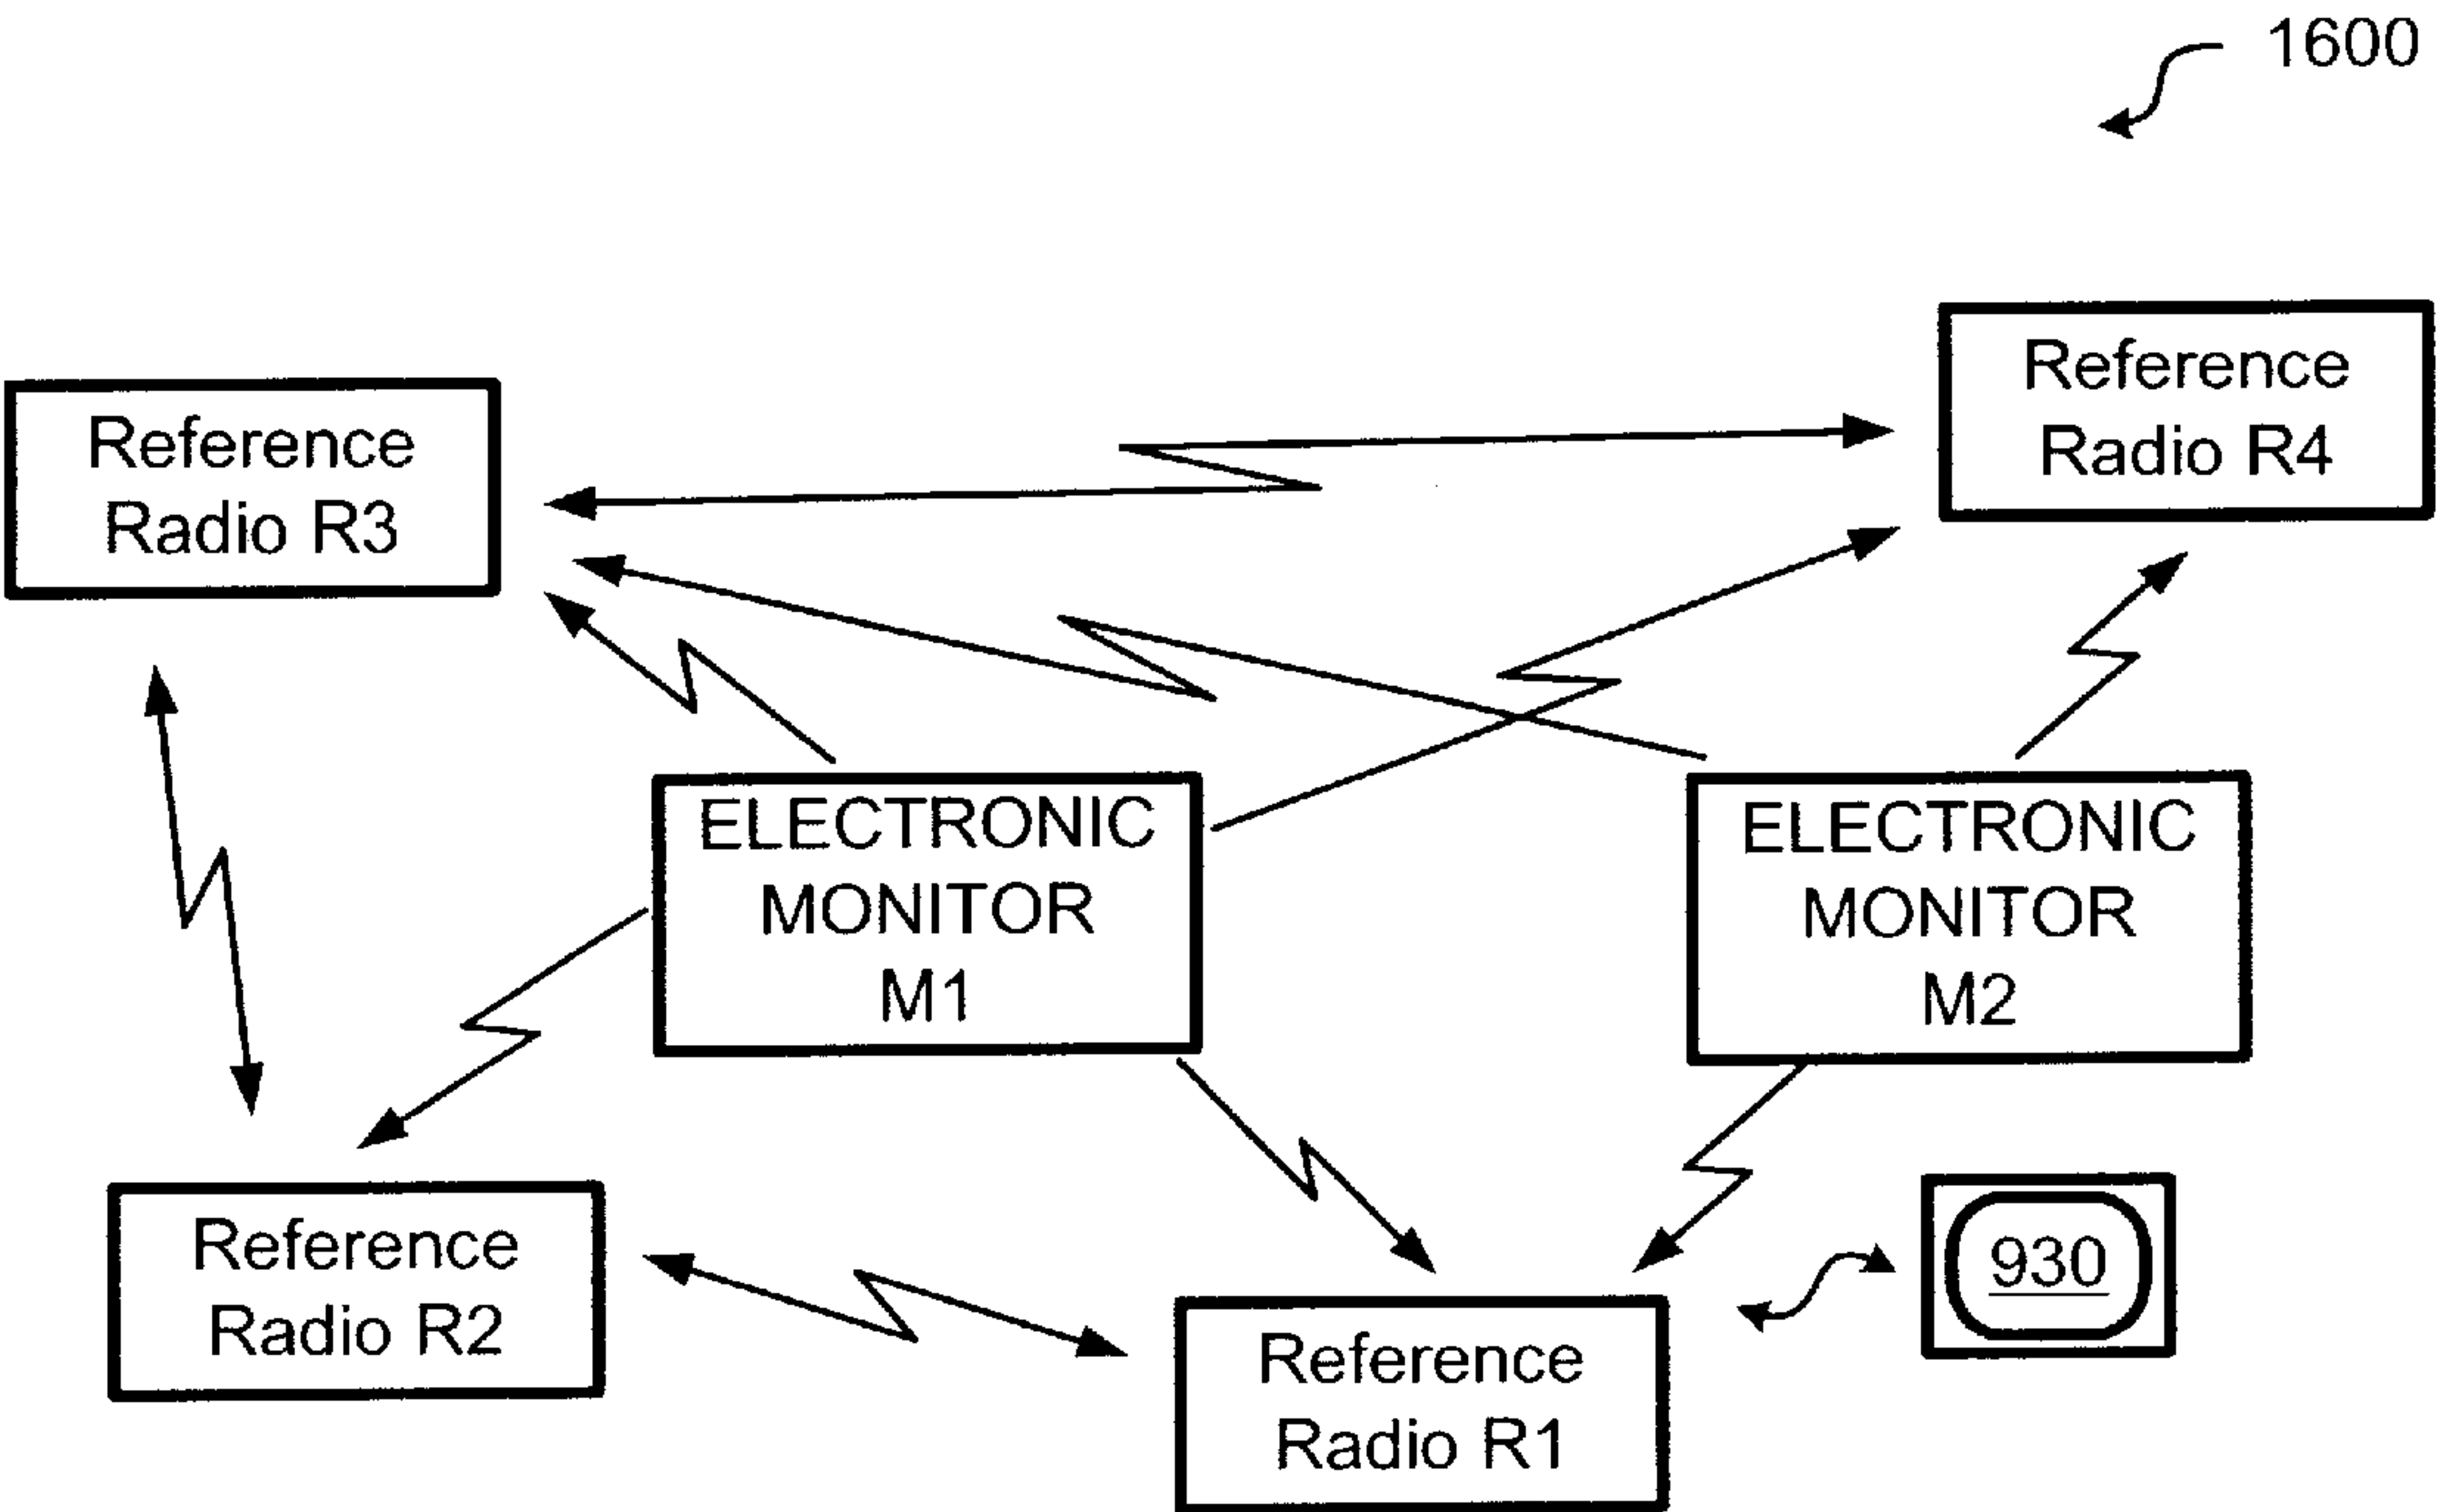 1600
Reference
Radio R4
Reference
Radio R3
ELECTRONIC
MONITOR
M1
ELECTRONIC
MONITOR
M2
Reference
Radio R2
930
Reference
Radio R1